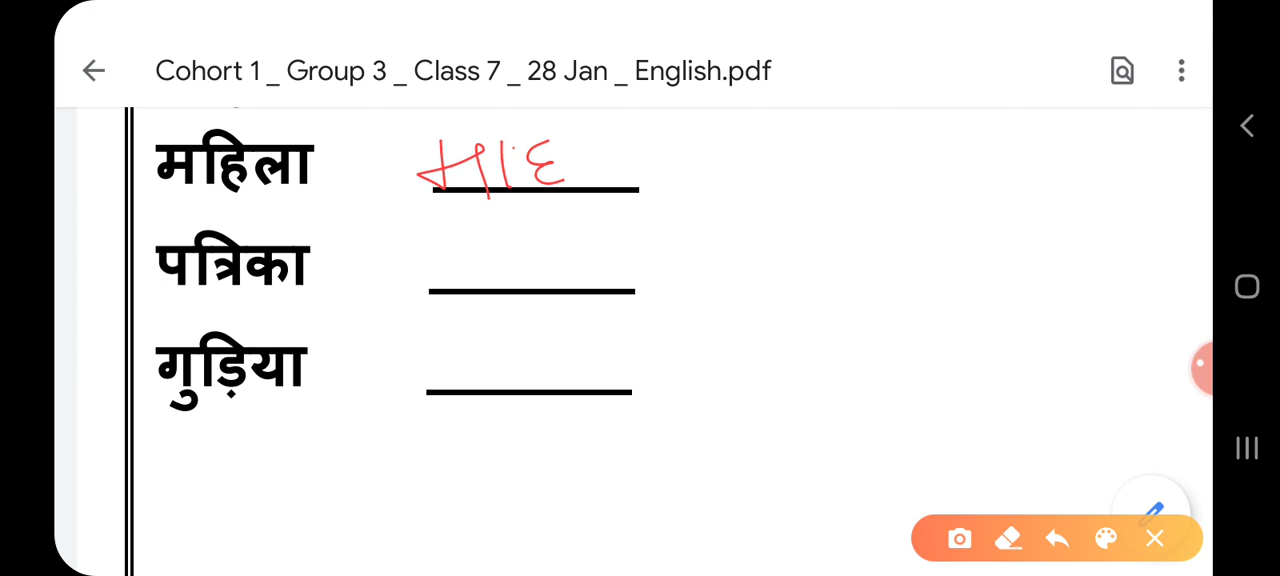 Cohort 1 _ Group 3 _ Class 7 _ 28 Jan _ English.pdf
महिला
पत्रिका
गुड़िया